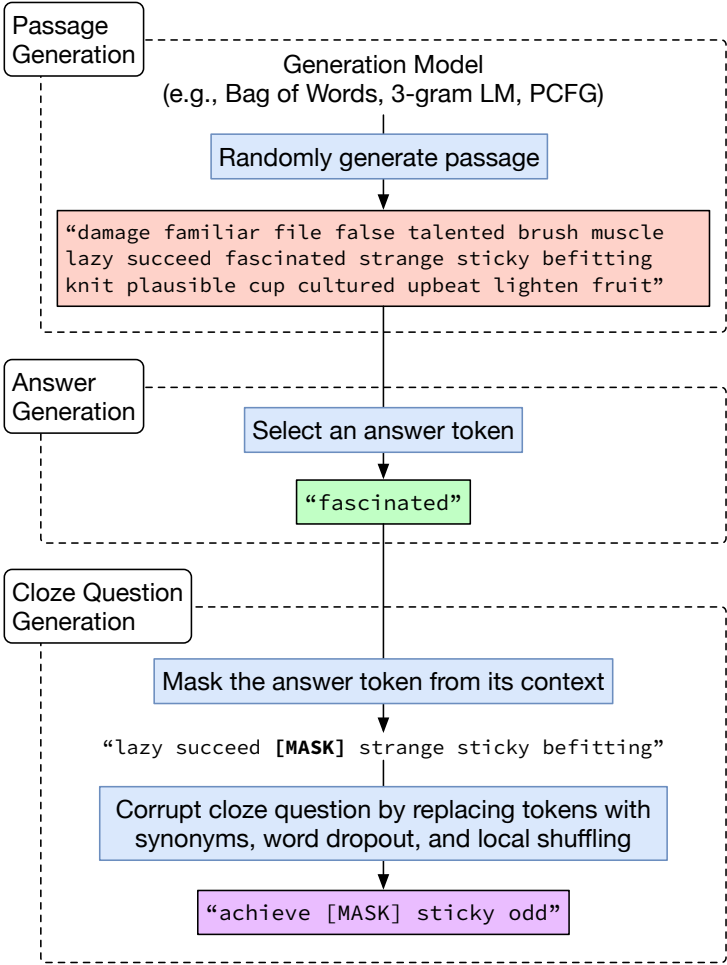 Passage
Generation
Generation Model
(e.g., Bag of Words, 3-gram LM, PCFG)
Randomly generate passage
“damage familiar file false talented brush muscle
lazy succeed fascinated strange sticky befitting
knit plausible cup cultured upbeat lighten fruit”
Answer
Generation
Select an answer token
“fascinated”
Cloze Question
Generation
Mask the answer token from its context
“lazy succeed [MASK] strange sticky befitting”
Corrupt cloze question by replacing tokens with
synonyms, word dropout, and local shuffling
“achieve [MASK] sticky odd”